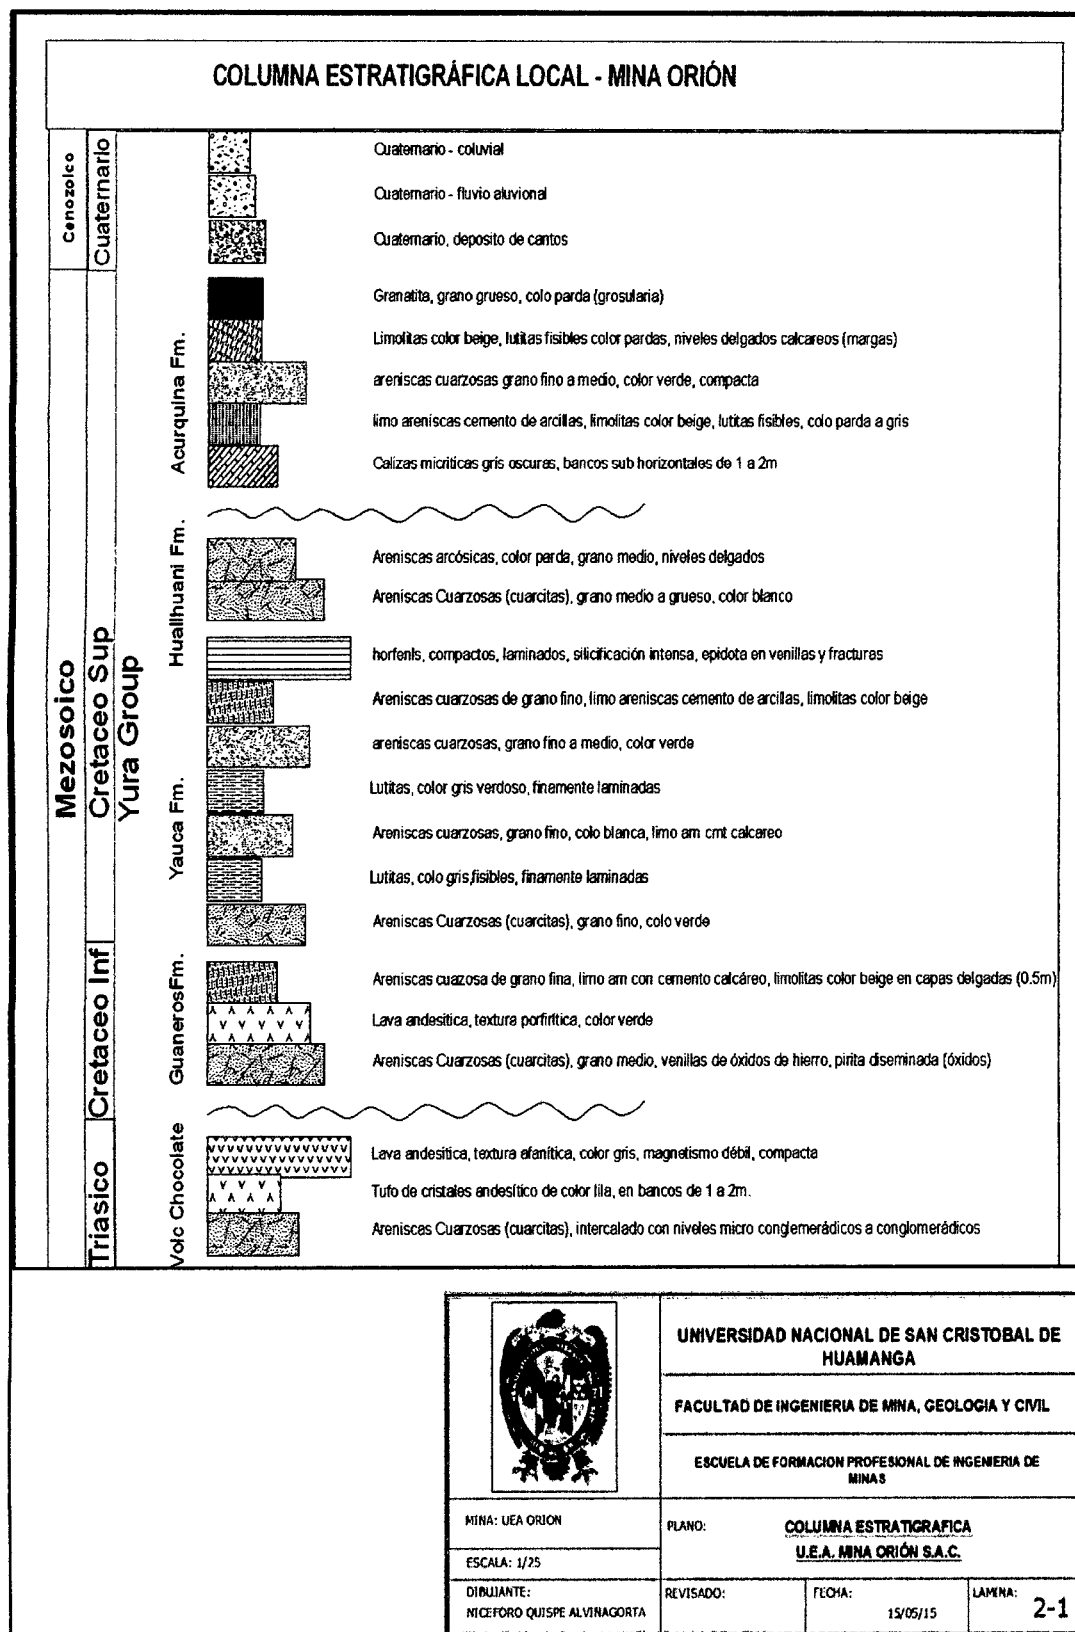 COLUMNA ESTRATIGRÁFICA LOCAL - MINA ORIÓN
Cenozoico
Cuaternario
Cuaternario - coluvial
Cuaternario - fluvio aluvional
Cuaternario, deposito de cantos
Mezosoico
Cretaceo Sup
Yura Group
Acurquina Fm.
Granatita, grano grueso, colo parda (grosularia)
Limolitas color beige, lutitas fisibles color pardas, niveles delgados calcareos (margas)
areniscas cuarzosas grano fino a medio, color verde, compacta
limo areniscas cemento de arcillas, limolitas color beige, lutitas fisibles, colo parda a gris
Calizas micriticas gris oscuras, bancos sub horizontales de 1 a 2m
Huallhuani Fm.
Areniscas arcósicas, color parda, grano medio, niveles delgados
Areniscas Cuarzosas (cuarcitas), grano medio a grueso, color blanco
horfenls, compactos, laminados, silicificación intensa, epidota en venillas y fracturas
Areniscas cuarzosas de grano fino, limo areniscas cemento de arcillas, limolitas color beige
areniscas cuarzosas, grano fino a medio, color verde
Yauca Fm.
Lutitas, color gris verdoso, finamente laminadas
Areniscas cuarzosas, grano fino, colo blanca, limo arn cmt calcareo
Lutitas, colo gris,fisibles, finamente laminadas
Areniscas Cuarzosas (cuarcitas), grano fino, colo verde
Cretaceo Inf
GuanerosFm.
Areniscas cuazosa de grano fina, limo arn con cemento calcáreo, limolitas color beige en capas delgadas (0.5m)
Lava andesítica, textura porfirítica, color verde
Areniscas Cuarzosas (cuarcitas), grano medio, venillas de óxidos de hierro, pirita diseminada (óxidos)
Triasico
Volc Chocolate
Lava andesitica, textura afanítica, color gris, magnetismo débil, compacta
Tufo de cristales andesítico de color lila, en bancos de 1 a 2m.
Areniscas Cuarzosas (cuarcitas), intercalado con niveles micro conglemerádicos a conglomerádicos
UNIVERSIDAD NACIONAL DE SAN CRISTOBAL DE
HUAMANGA
FACULTAD DE INGENIERIA DE MINA, GEOLOGIA Y CIVIL
ESCUELA DE FORMACION PROFESIONAL DE INGENIERIA DE
MINAS
MINA: UEA ORION
PLANO: COLUMNA ESTRATIGRAFICA
U.E.A. MINA ORIÓN S.A.C.
ESCALA: 1/25
DIBUJANTE:
NICEFORO QUISPE ALVINAGORTA
REVISADO:
FECHA:
15/05/15
LAMINA:
2-1